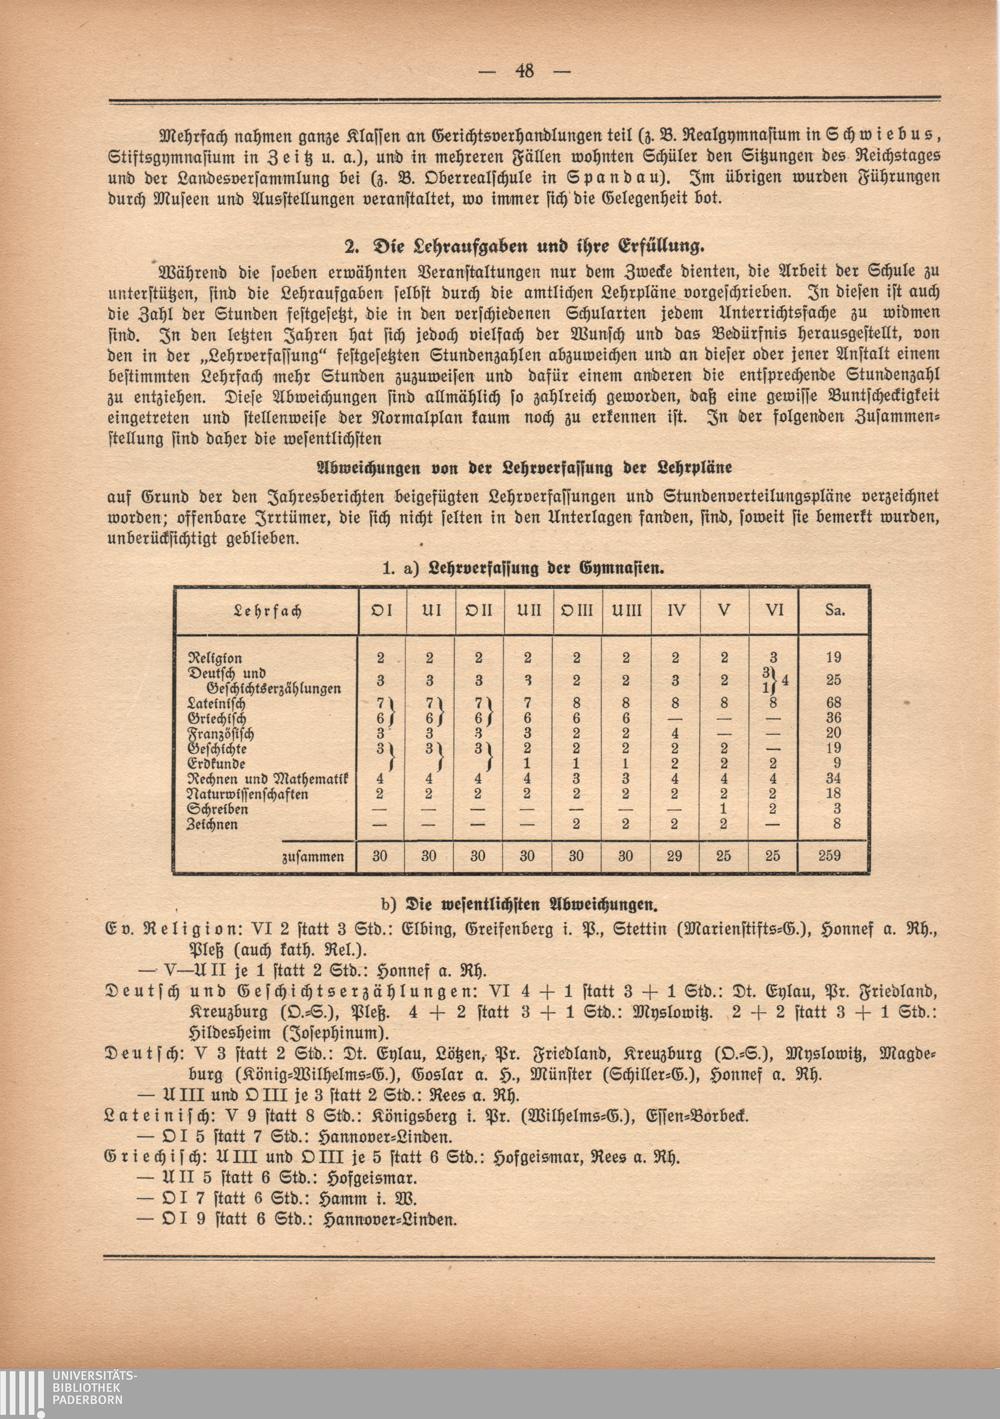 — 48 —
Mehrfach nahmen ganze Klassen an Gerichtsverhandlungen teil (z. B. Realgymnasium in Schwiebus,
Stiftsgymnasium in Zeitz u. a.), und in mehreren Fällen wohnten Schüler den Sitzungen des Reichstages
und der Landesversammlung bei (z. B. Oberrealschule in Spandau). Im übrigen wurden Führungen
durch Museen und Ausstellungen veranstaltet, wo immer sich die Gelegenheit bot.
2. Die Lehraufgaben und ihre Erfüllung.
Während die soeben erwähnten Veranstaltungen nur dem Zwecke dienten, die Arbeit der Schule zu
unterstützen, sind die Lehraufgaben selbst durch die amtlichen Lehrpläne vorgeschrieben. In diesen ist auch
die Zahl der Stunden festgesetzt, die in den verschiedenen Schularten jedem Unterrichtsfache zu widmen
sind. In den letzten Jahren hat sich jedoch vielfach der Wunsch und das Bedürfnis herausgestellt, von
den in der „Lehrverfassung“ festgesetzten Stundenzahlen abzuweichen und an dieser oder jener Anstalt einem
bestimmten Lehrfach mehr Stunden zuzuweisen und dafür einem anderen die entsprechende Stundenzahl
zu entziehen. Diese Abweichungen sind allmählich so zahlreich geworden, daß eine gewisse Buntscheckigkeit
eingetreten und stellenweise der Normalplan kaum noch zu erkennen ist. In der folgenden Zusammen-
stellung sind daher die wesentlichsten
Abweichungen von der Lehrverfassung der Lehrpläne
auf Grund der den Jahresberichten beigefügten Lehrverfassungen und Stundenverteilungspläne verzeichnet
worden; offenbare Irrtümer, die sich nicht selten in den Unterlagen fanden, sind, soweit sie bemerkt wurden,
unberücksichtigt geblieben.
1. a) Lehrverfassung der Gymnasien.
Lehrfach O I U I O II U II O III U III IV V VI Sa.
Religion 2 2 2 2 2 2 2 2 3 19
Deutsch und
Geschichtserzählungen 3 3 3 3 2 2 3 2 3 1 } 4 25
Lateinisch 7 } 7 } 7 } 7 8 8 8 8 8 68
Griechisch 6 6 6 6 6 6 — — — 36
Französisch 3 3 3 3 2 2 4 — — 20
Geschichte 3 } 3 } 3 } 2 2 2 2 2 — 19
Erdkunde 1 1 1 2 2 2 9
Rechnen und Mathematik 4 4 4 4 3 3 4 4 4 34
Naturwissenschaften 2 2 2 2 2 2 2 2 2 18
Schreiben — — — — — — — 1 2 3
Zeichnen — — — — 2 2 2 2 — 8
zusammen 30 30 30 30 30 30 29 25 25 259
b) Die wesentlichsten Abweichungen.
Ev. Religion: VI 2 statt 3 Std.: Elbing, Greifenberg i. P., Stettin (Marienstifts-G.), Honnef a. Rh.,
Pleß (auch kath. Rel.).
— V—U II je 1 statt 2 Std.: Honnef a. Rh.
Deutsch und Geschichtserzählungen: VI 4 + 1 statt 3 + 1 Std.: Dt. Eylau, Pr. Friedland,
Kreuzburg (O.-S.), Pleß. 4 + 2 statt 3 + 1 Std.: Myslowitz. 2 + 2 statt 3 + 1 Std.:
Hildesheim (Josephinum).
Deutsch: V 3 statt 2 Std.: Dt. Eylau, Lötzen, Pr. Friedland, Kreuzburg (O.-S.), Myslowitz, Magde-
burg (König-Wilhelms-G.), Goslar a. H., Münster (Schiller-G.), Honnef a. Rh.
— U III und O III je 3 statt 2 Std.: Rees a. Rh.
Lateinisch: V 9 statt 8 Std.: Königsberg i. Pr. (Wilhelms-G.), Essen-Borbeck.
— O I 5 statt 7 Std.: Hannover-Linden.
Griechisch: U III und O III je 5 statt 6 Std.: Hofgeismar, Rees a. Rh.
— U II 5 statt 6 Std.: Hofgeismar.
— O I 7 statt 6 Std.: Hamm i. W.
— O I 9 statt 6 Std.: Hannover-Linden.
UNIVERSITÄTS-
BIBLIOTHEK
PADERBORN